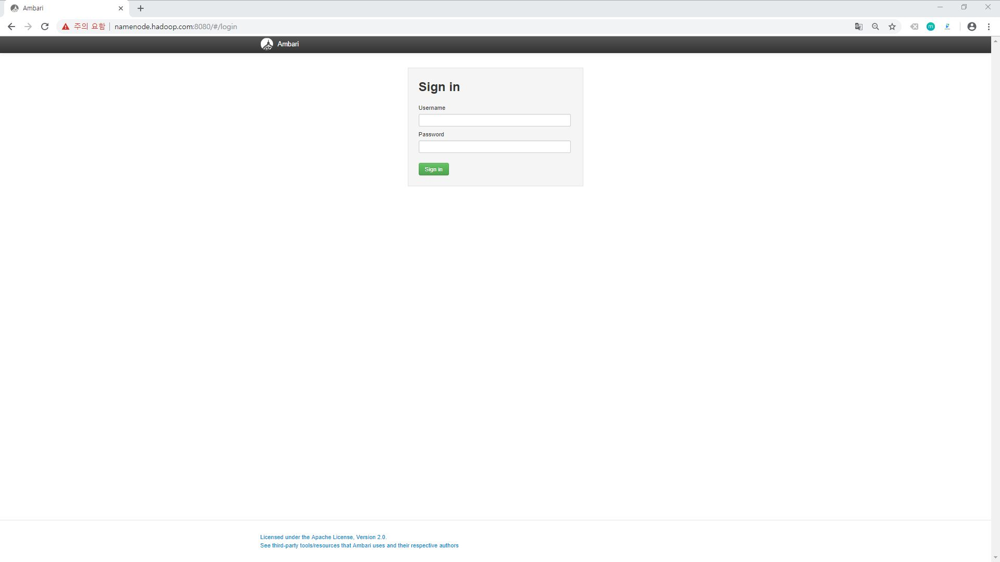 Ambari
주의 요함 namenode.hadoop.com:8080/#/login
m
Ambari
Sign in
Username
Password
Sign in
Licensed under the Apache License, Version 2.0.
See third-party tools/resources that Ambari uses and their respective authors